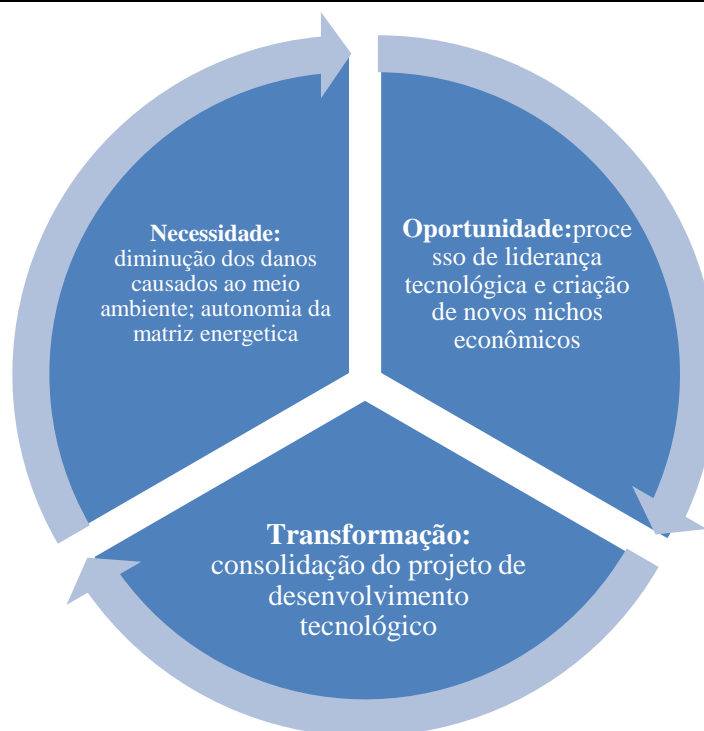 Necessidade:
diminução dos danos
causados ao meio
ambiente; autonomia da
matriz energetica
Oportunidade:proce
sso de liderança
tecnológica e criação
de novos nichos
econômicos
Transformação:
consolidação do projeto de
desenvolvimento
tecnológico